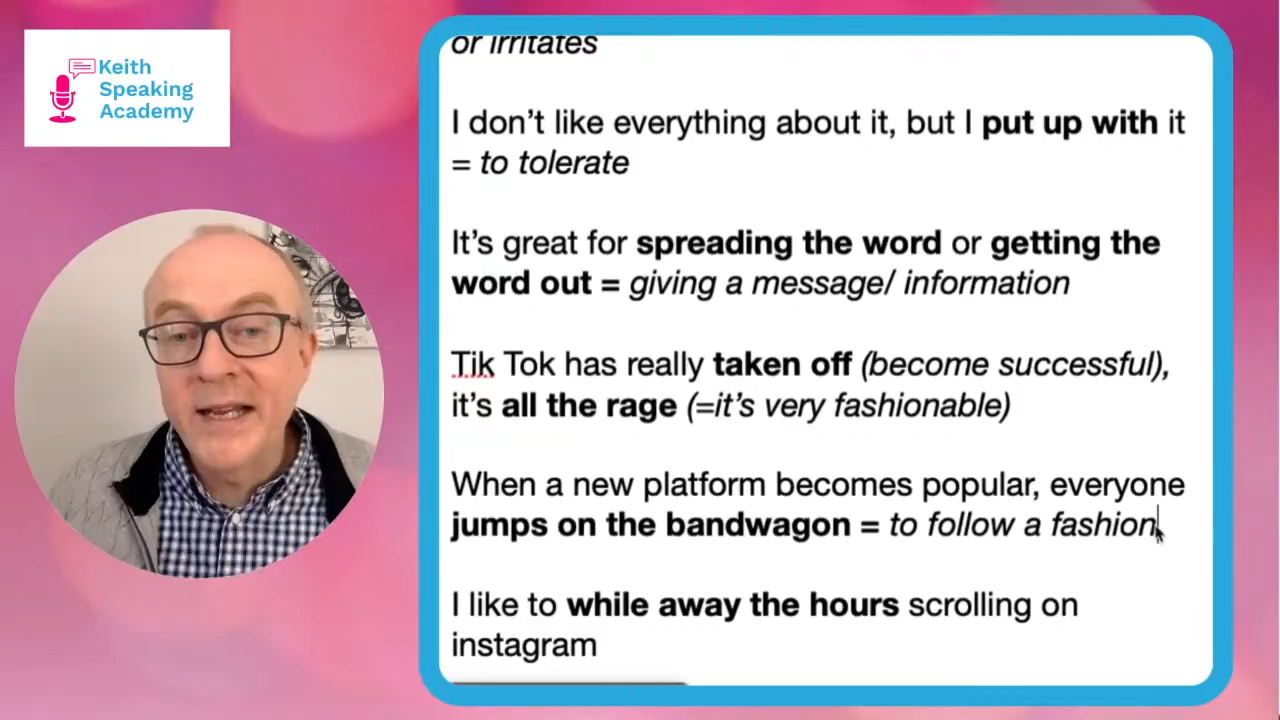 Keith
Speaking
Academy
or irritates
I don't like everything about it, but I put up with it
= to tolerate
It's great for spreading the word or getting the
word out = giving a message/ information
Tik Tok has really taken off (become successful),
it's all the rage (=it's very fashionable)
When a new platform becomes popular, everyone
jumps on the bandwagon = to follow a fashion
I like to while away the hours scrolling on
instagram